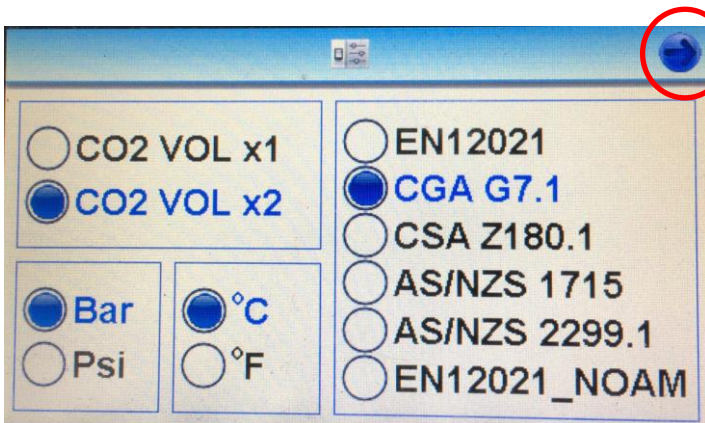 CO2 VOL x1
CO2 VOL x2
Bar
Psi
°C
°F
EN12021
CGA G7.1
CSA Z180.1
AS/NZS 1715
AS/NZS 2299.1
EN12021_NOAM